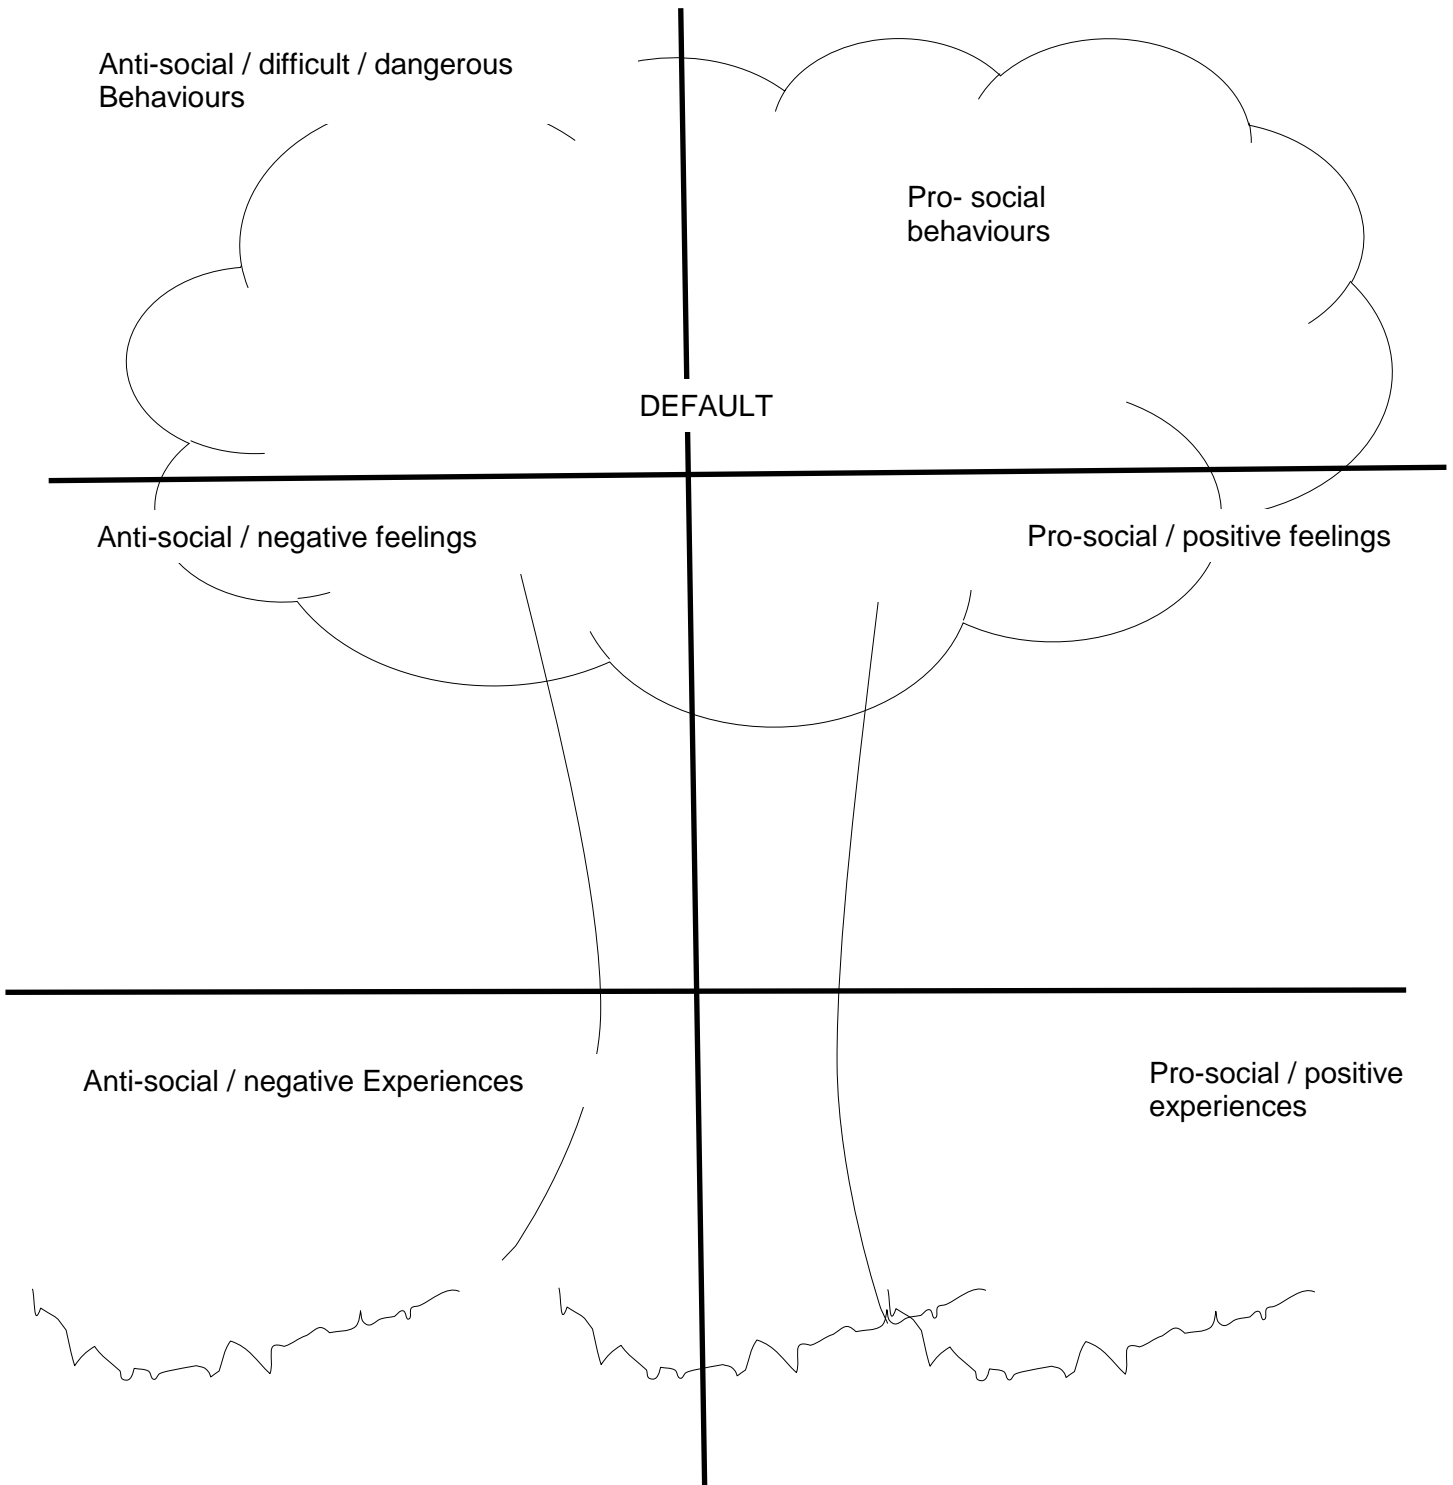 Anti-social / difficult / dangerous
Behaviours
Pro- social
behaviours
DEFAULT
Anti-social / negative feelings
Pro-social / positive feelings
Anti-social / negative Experiences
Pro-social / positive
experiences